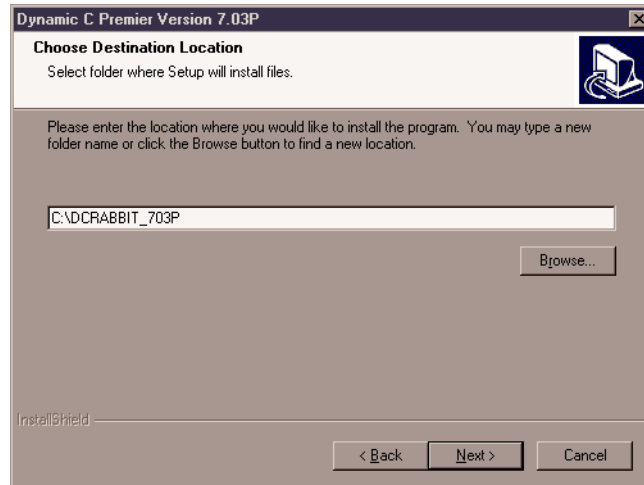 Dynamic C Premier Version 7.03P
Choose Destination Location
Select folder where Setup will install files.
Please enter the location where you would like to install the program. You may type a new
folder name or click the Browse button to find a new location.
C:\DCRABBIT_703P
Browse...
InstallShield
< Back
Next >
Cancel